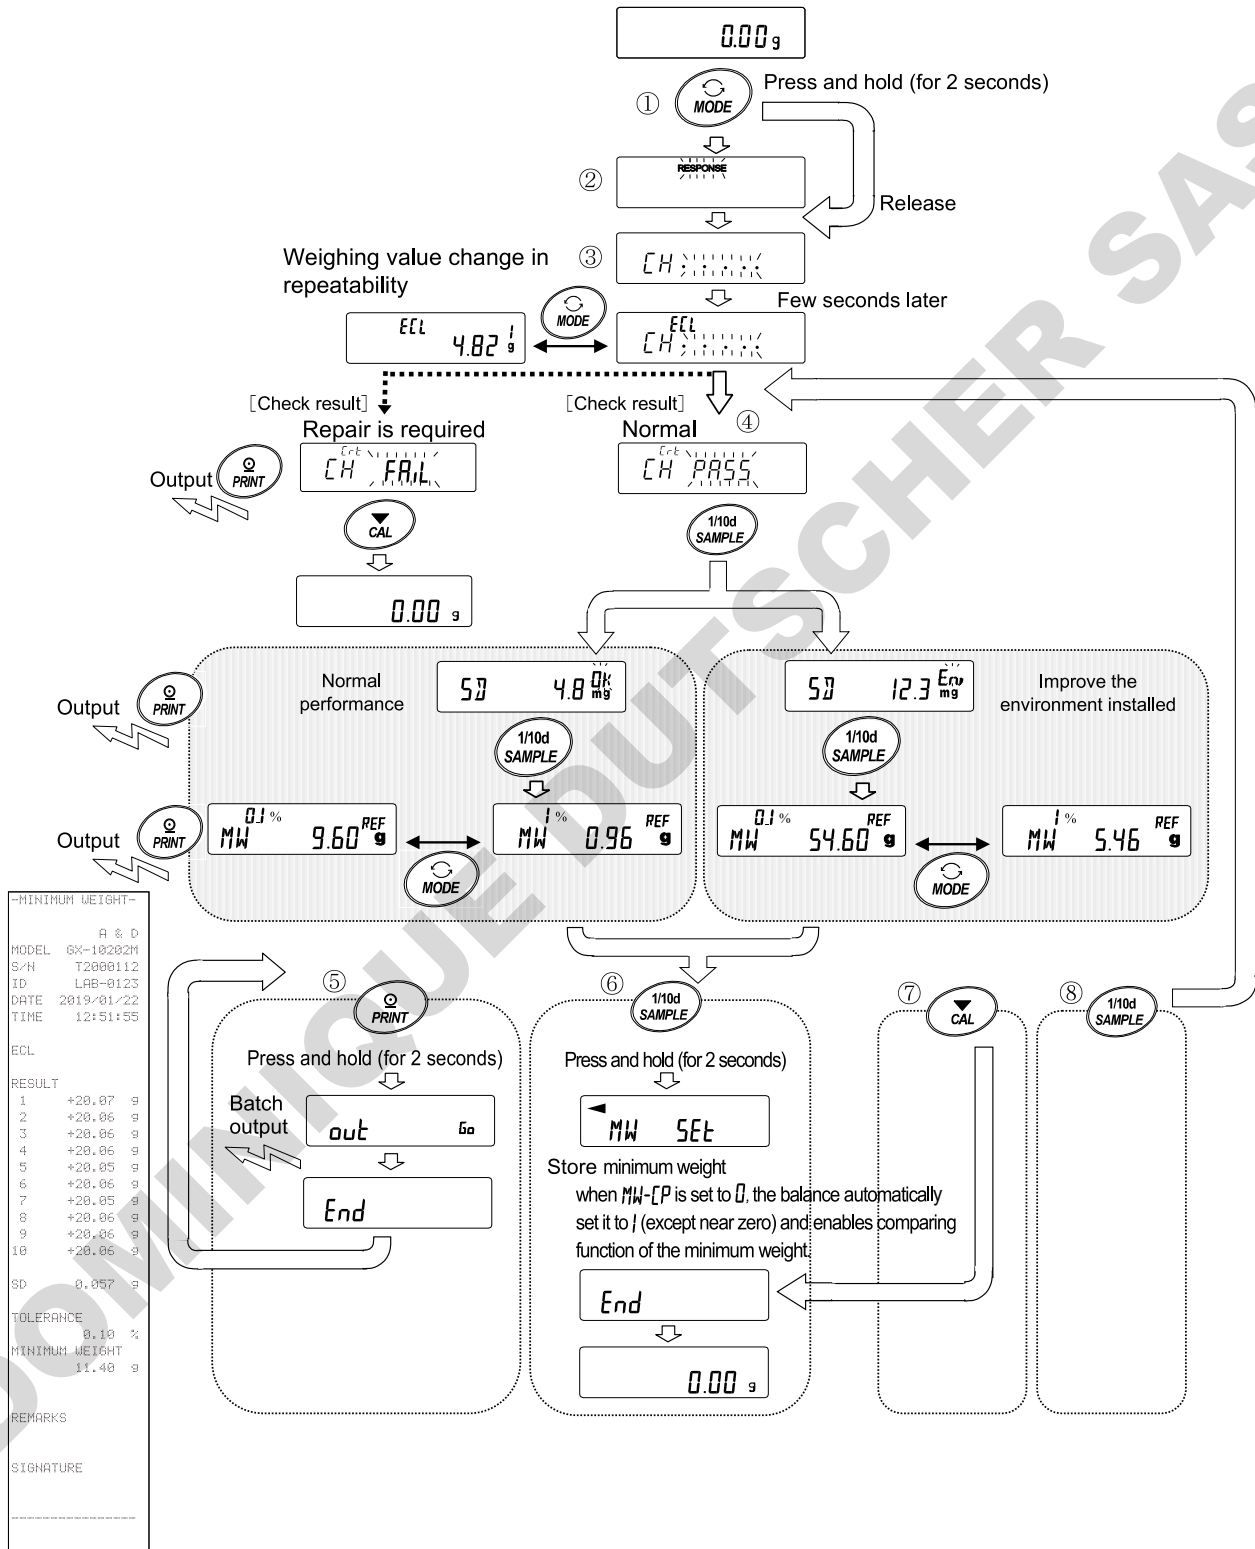 0.00 g
① MODE Press and hold (for 2 seconds)
② RESPONSE
Release
Weighing value change in
repeatability
③ CH
MODE
Few seconds later
ECL
4.82 1 g
ECL
CH
[Check result]
Repair is required
[Check result]
Normal
④
Output PRINT
Crt
CH FAiL
Crt
CH PASS
CAL
1/10d
SAMPLE
0.00 g
Output PRINT
Normal
performance
SD 4.8 OK mg
SD 12.3 Env mg
Improve the
environment installed
1/10d
SAMPLE
1/10d
SAMPLE
Output PRINT
0.1 %
MW 9.60 REF g
1 %
MW 0.96 REF g
0.1 %
MW 54.60 REF g
1 %
MW 5.46 REF g
MODE
MODE
-MINIMUM WEIGHT-
A & D
MODEL GX-10202M
S/N T2000112
ID LAB-0123
DATE 2019/01/22
TIME 12:51:55
ECL
RESULT
1 +20.07 g
2 +20.06 g
3 +20.06 g
4 +20.06 g
5 +20.05 g
6 +20.06 g
7 +20.05 g
8 +20.06 g
9 +20.06 g
10 +20.06 g
SD 0.057 g
TOLERANCE
0.10 %
MINIMUM WEIGHT
11.40 g
REMARKS
SIGNATURE
⑤ PRINT
Press and hold (for 2 seconds)
Batch
output
out Go
End
⑥ 1/10d
SAMPLE
Press and hold (for 2 seconds)
MW SEt
Store minimum weight
when MW-CP is set to 0, the balance automatically
set it to 1 (except near zero) and enables comparing
function of the minimum weight.
End
0.00 g
⑦ CAL
⑧ 1/10d
SAMPLE
DOMINIQUE DUTSCHER SAS